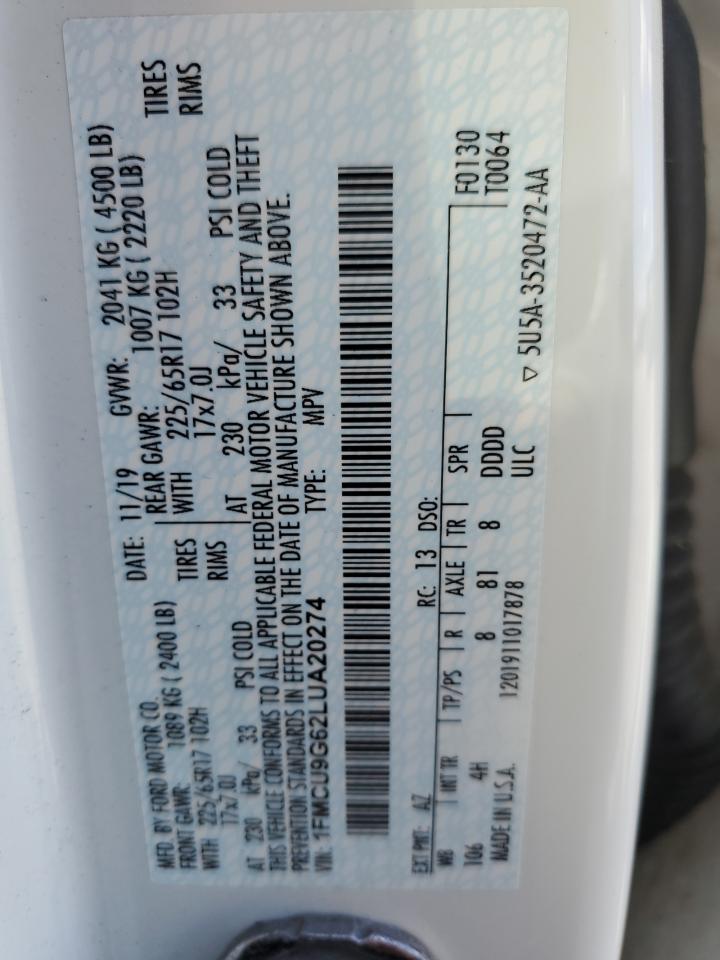 MFD. BY FORD MOTOR CO.
DATE: 11/19 GVWR: 2041 KG ( 4500 LB)
FRONT GAWR: 1089 KG ( 2400 LB)
REAR GAWR: 1007 KG ( 2220 LB)
WITH 225/65R17 102H TIRES
WITH 225/65R17 102H TIRES
17x7.0J RIMS
17x7.0J RIMS
AT 230 kPa/ 33 PSI COLD
AT 230 kPa/ 33 PSI COLD
THIS VEHICLE CONFORMS TO ALL APPLICABLE FEDERAL MOTOR VEHICLE SAFETY AND THEFT
PREVENTION STANDARDS IN EFFECT ON THE DATE OF MANUFACTURE SHOWN ABOVE.
VIN: 1FMCU9G62LUA20274 TYPE: MPV
EXT PNT: AZ RC: 13 DSO:
WB INT TR TP/PS R AXLE TR SPR F0130
106 4H 8 81 8 DDDD T0064
MADE IN U.S.A. 1201911017878 ULC
▽ 5U5A-3520472-AA